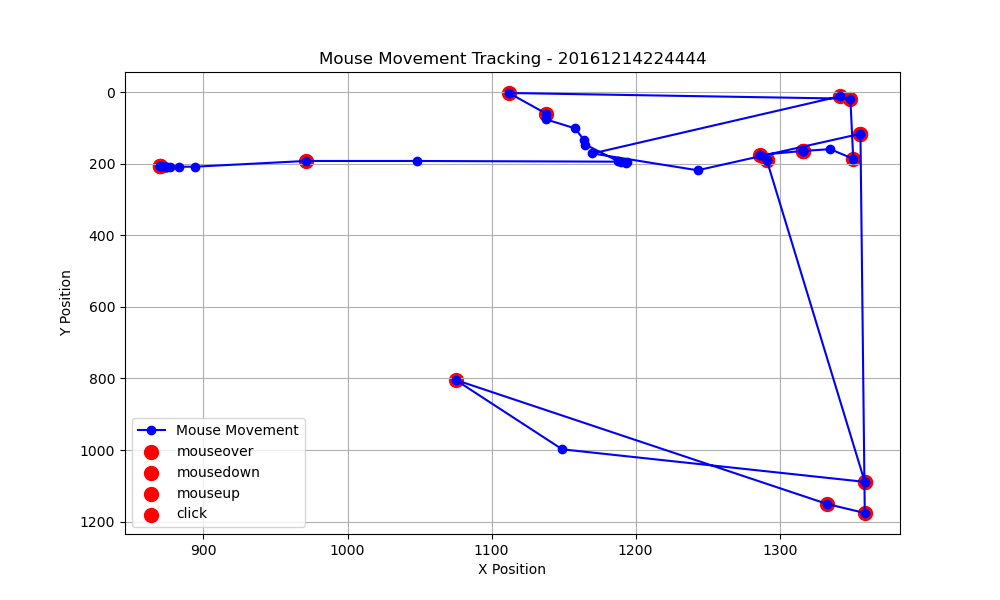 Mouse Movement Tracking - 20161214224444
0
200
400
600
800
1000
1200
Y Position
Mouse Movement
mouseover
mousedown
mouseup
click
900
1000
1100
1200
1300
X Position